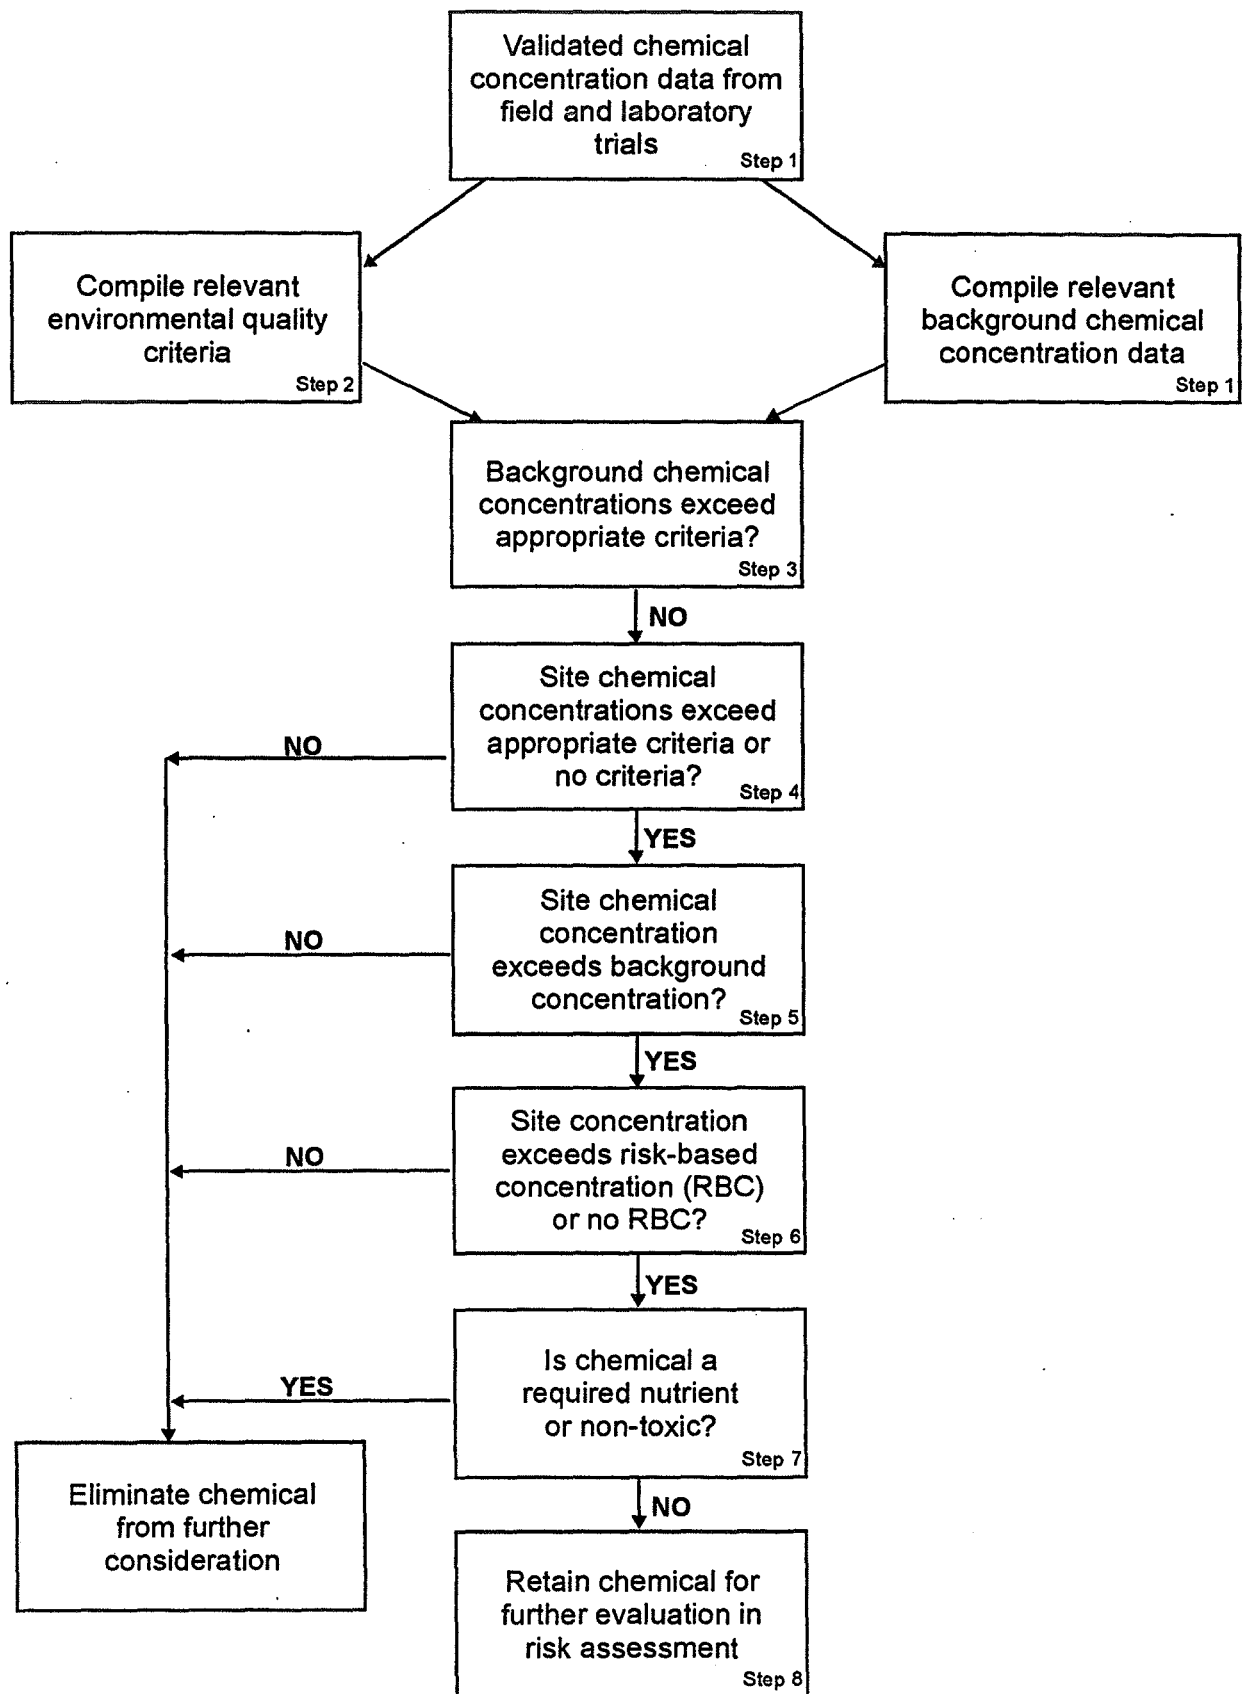 Validated chemical
concentration data from
field and laboratory
trials
Step 1
Compile relevant
environmental quality
criteria
Step 2
Compile relevant
background chemical
concentration data
Step 1
Background chemical
concentrations exceed
appropriate criteria?
Step 3
NO
Site chemical
concentrations exceed
appropriate criteria or
no criteria?
Step 4
NO
YES
Site chemical
concentration
exceeds background
concentration?
Step 5
NO
YES
Site concentration
exceeds risk-based
concentration (RBC)
or no RBC?
Step 6
NO
YES
Is chemical a
required nutrient
or non-toxic?
Step 7
YES
NO
Eliminate chemical
from further
consideration
Retain chemical for
further evaluation in
risk assessment
Step 8